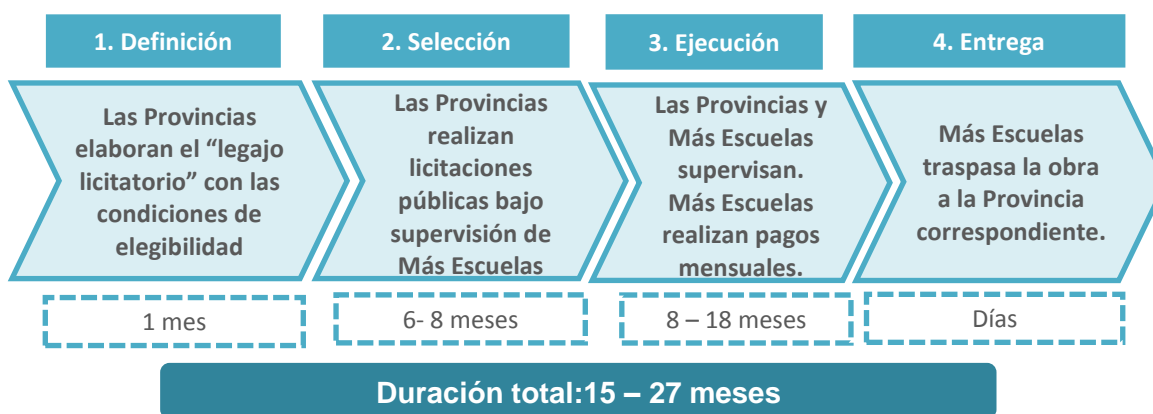 1. Definición
2. Selección
3. Ejecución
4. Entrega
Las Provincias
elaboran el “legajo
licitatorio” con las
condiciones de
elegibilidad
Las Provincias
realizan
licitaciones
públicas bajo
supervisión de
Más Escuelas
Las Provincias y
Más Escuelas
supervisan.
Más Escuelas
realizan pagos
mensuales.
Más Escuelas
traspasa la obra
a la Provincia
correspondiente.
1 mes
6- 8 meses
8 – 18 meses
Días
Duración total:15 – 27 meses